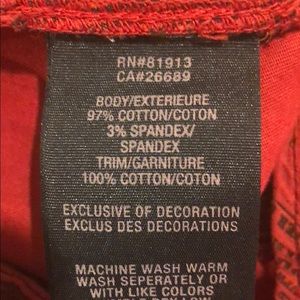 RN#81913
CA#26689
BODY/EXTERIEURE
97% COTTON/COTON
3% SPANDEX/
SPANDEX
TRIM/GARNITURE
100% COTTON/COTON
EXCLUSIVE OF DECORATION
EXCLUS DES DECORATIONS
MACHINE WASH WARM
WASH SEPERATELY OR
WITH LIKE COLORS